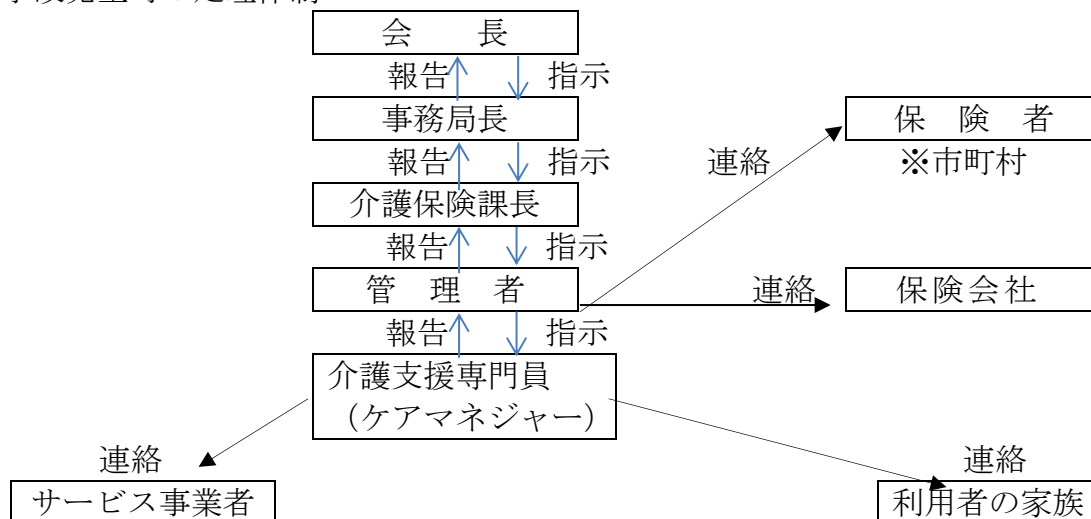 会　　長
報告　指示
事務局長　保　険　者
報告　指示　連絡　※市町村
介護保険課長
報告　指示
管　理　者　連絡　保険会社
報告　指示
介護支援専門員
（ケアマネジャー）
連絡　連絡
サービス事業者　利用者の家族